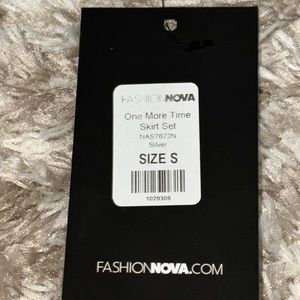 FASHIONNOVA
One More Time
Skirt Set
NAS7672N
Silver
SIZE S
1029309
FASHIONNOVA.COM